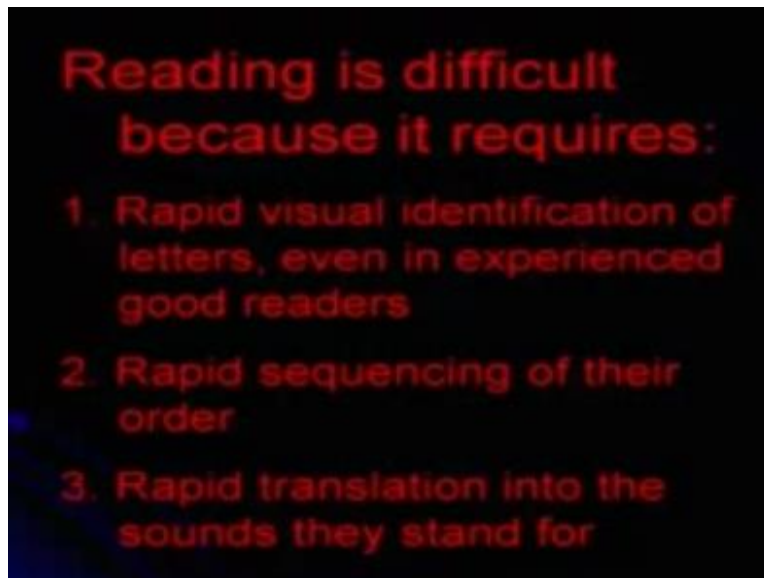 Reading is difficult
because it requires:
1. Rapid visual identification of
letters, even in experienced
good readers
2. Rapid sequencing of their
order
3. Rapid translation into the
sounds they stand for